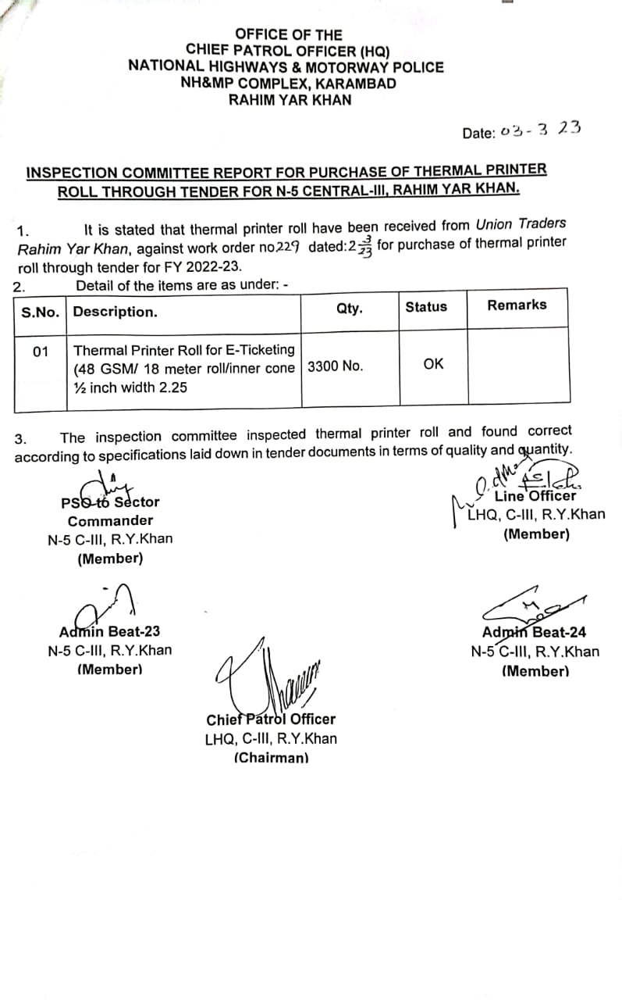 OFFICE OF THE
CHIEF PATROL OFFICER (HQ)
NATIONAL HIGHWAYS & MOTORWAY POLICE
NH&MP COMPLEX, KARAMBAD
RAHIM YAR KHAN
Date: 03-3 23
INSPECTION COMMITTEE REPORT FOR PURCHASE OF THERMAL PRINTER
ROLL THROUGH TENDER FOR N-5 CENTRAL-III, RAHIM YAR KHAN.
1. It is stated that thermal printer roll have been received from Union Traders
Rahim Yar Khan, against work order no.229 dated:2-3/23 for purchase of thermal printer
roll through tender for FY 2022-23.
2. Detail of the items are as under: -
S.No. Description. Qty. Status Remarks
01 Thermal Printer Roll for E-Ticketing
(48 GSM/ 18 meter roll/inner cone 3300 No. OK
½ inch width 2.25
3. The inspection committee inspected thermal printer roll and found correct
according to specifications laid down in tender documents in terms of quality and quantity.
PSO to Sector
Commander
N-5 C-III, R.Y.Khan
(Member)
Line Officer
LHQ, C-III, R.Y.Khan
(Member)
Admin Beat-23
N-5 C-III, R.Y.Khan
(Member)
Admin Beat-24
N-5 C-III, R.Y.Khan
(Member)
Chief Patrol Officer
LHQ, C-III, R.Y.Khan
(Chairman)